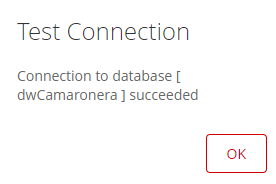 Test Connection
Connection to database [
dwCamaronera ] succeeded
OK